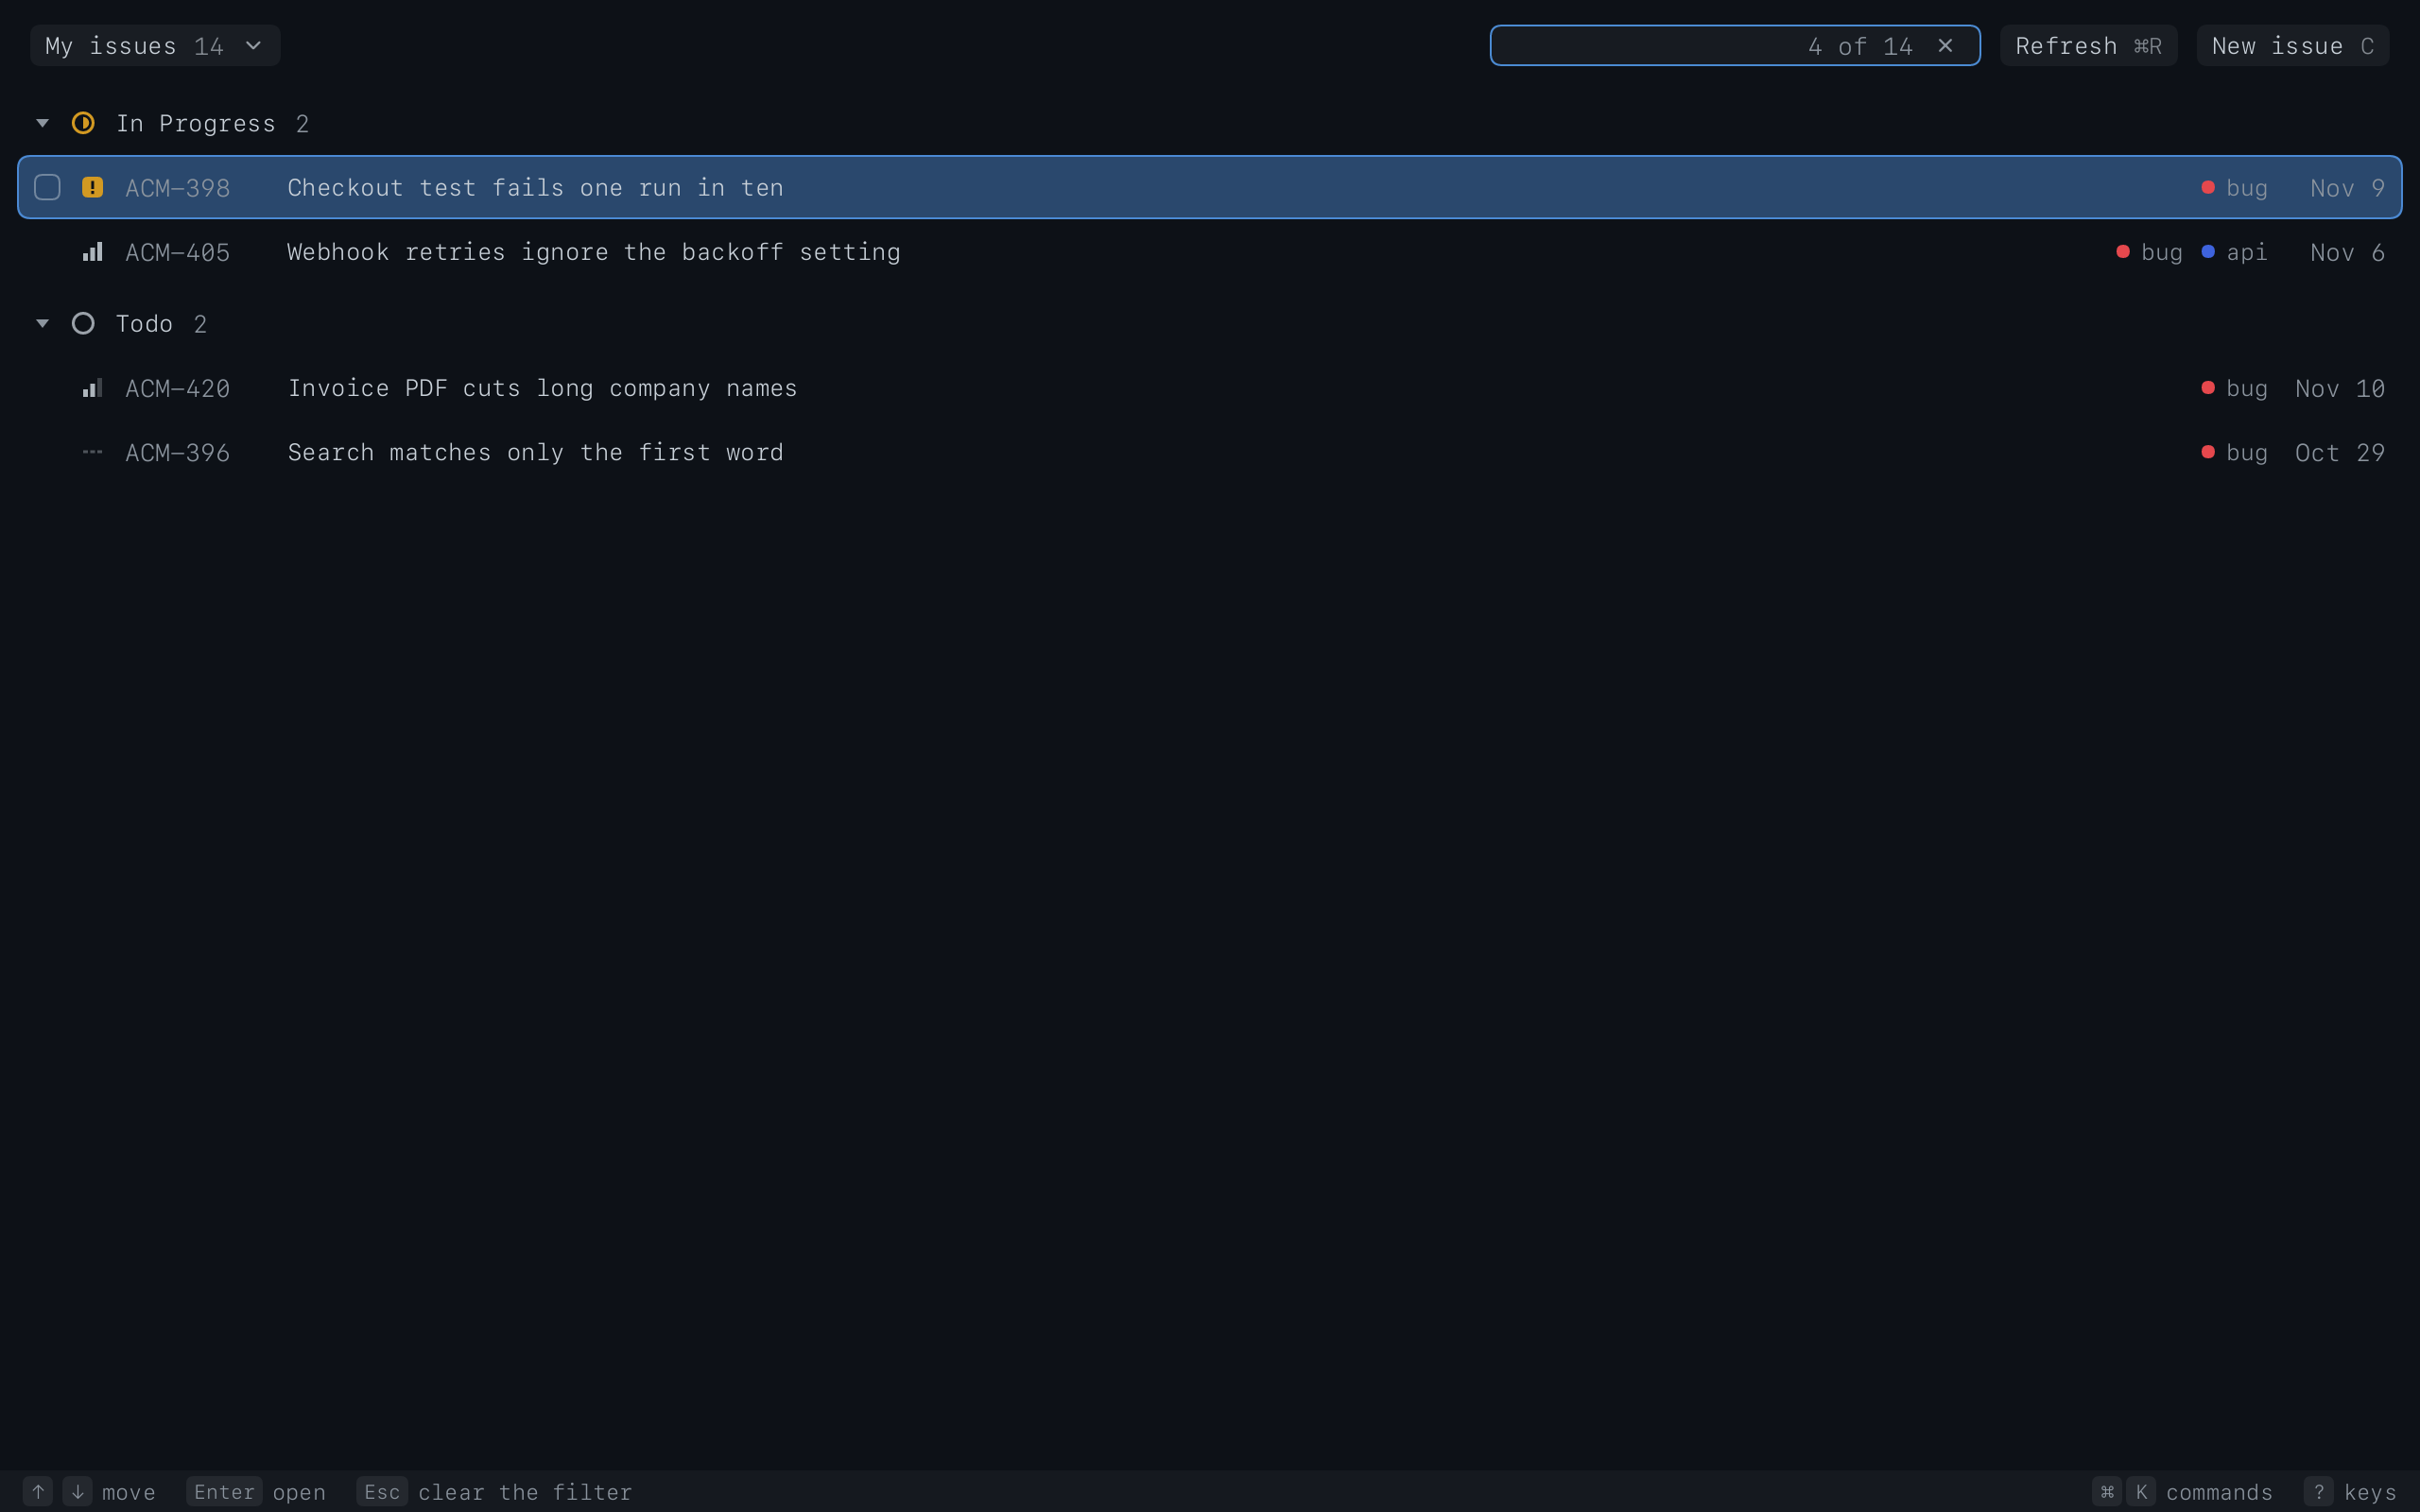 My issues 14 4 of 14 × Refresh ⌘R New issue C
In Progress 2
ACM-398 Checkout test fails one run in ten bug Nov 9
ACM-405 Webhook retries ignore the backoff setting bug api Nov 6
Todo 2
ACM-420 Invoice PDF cuts long company names bug Nov 10
ACM-396 Search matches only the first word bug Oct 29
↑ ↓ move Enter open Esc clear the filter ⌘ K commands ? keys